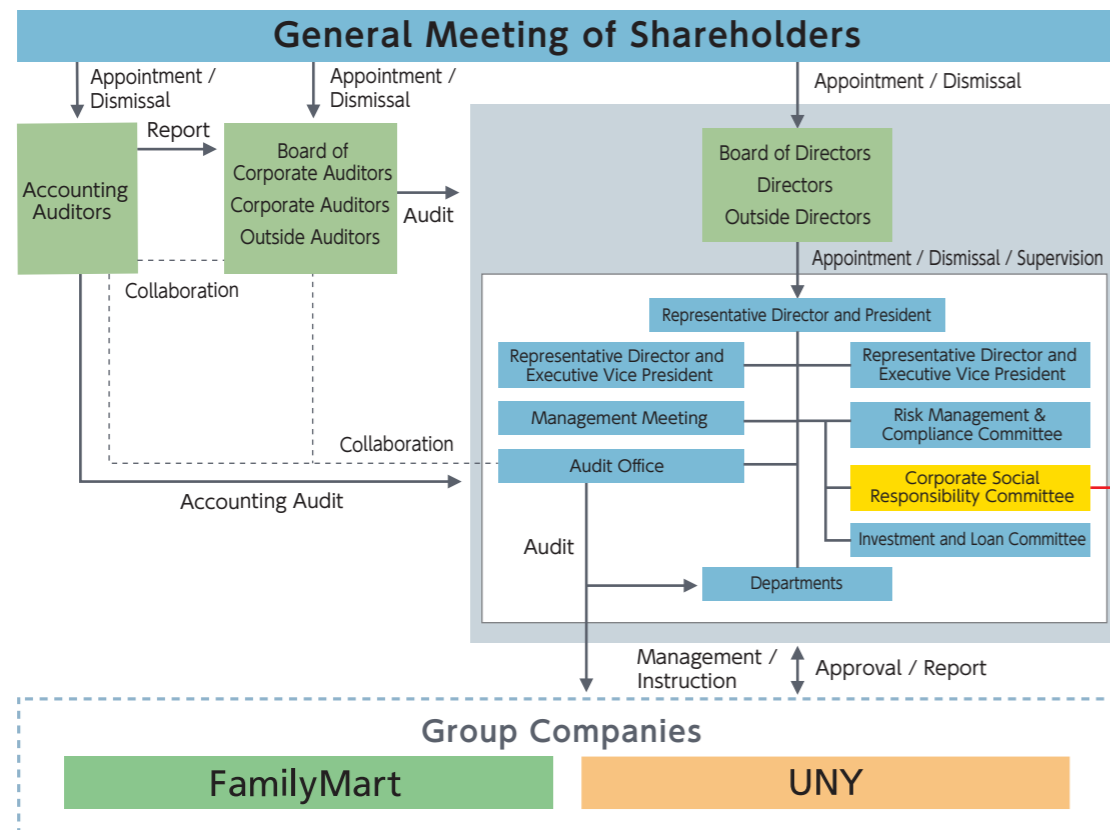 General Meeting of Shareholders
Appointment /
Dismissal
Appointment /
Dismissal
Appointment / Dismissal
Report
Accounting
Auditors
Board of
Corporate Auditors
Corporate Auditors
Outside Auditors
Audit
Board of Directors
Directors
Outside Directors
Collaboration
Appointment / Dismissal / Supervision
Representative Director and President
Representative Director and
Executive Vice President
Representative Director and
Executive Vice President
Management Meeting
Risk Management &
Compliance Committee
Collaboration
Audit Office
Corporate Social
Responsibility Committee
Accounting Audit
Investment and Loan Committee
Audit
Departments
Management /
Instruction
Approval / Report
Group Companies
FamilyMart
UNY